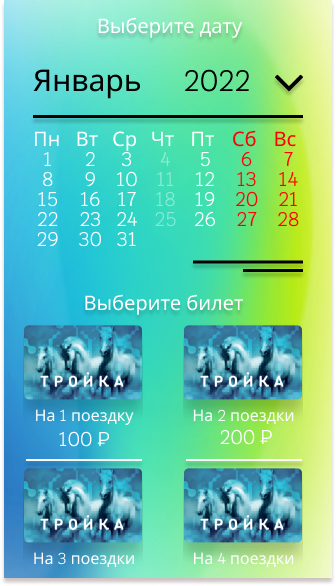 Выберите дату
Январь 2022
Пн Вт Ср Чт Пт Сб Вс
1 2 3 4 5 6 7
8 9 10 11 12 13 14
15 16 17 18 19 20 21
22 23 24 25 26 27 28
29 30 31
Выберите билет
ТРОЙКА ТРОЙКА
На 1 поездку На 2 поездки
100 ₽ 200 ₽
ТРОЙКА ТРОЙКА
На 3 поездки На 4 поездки